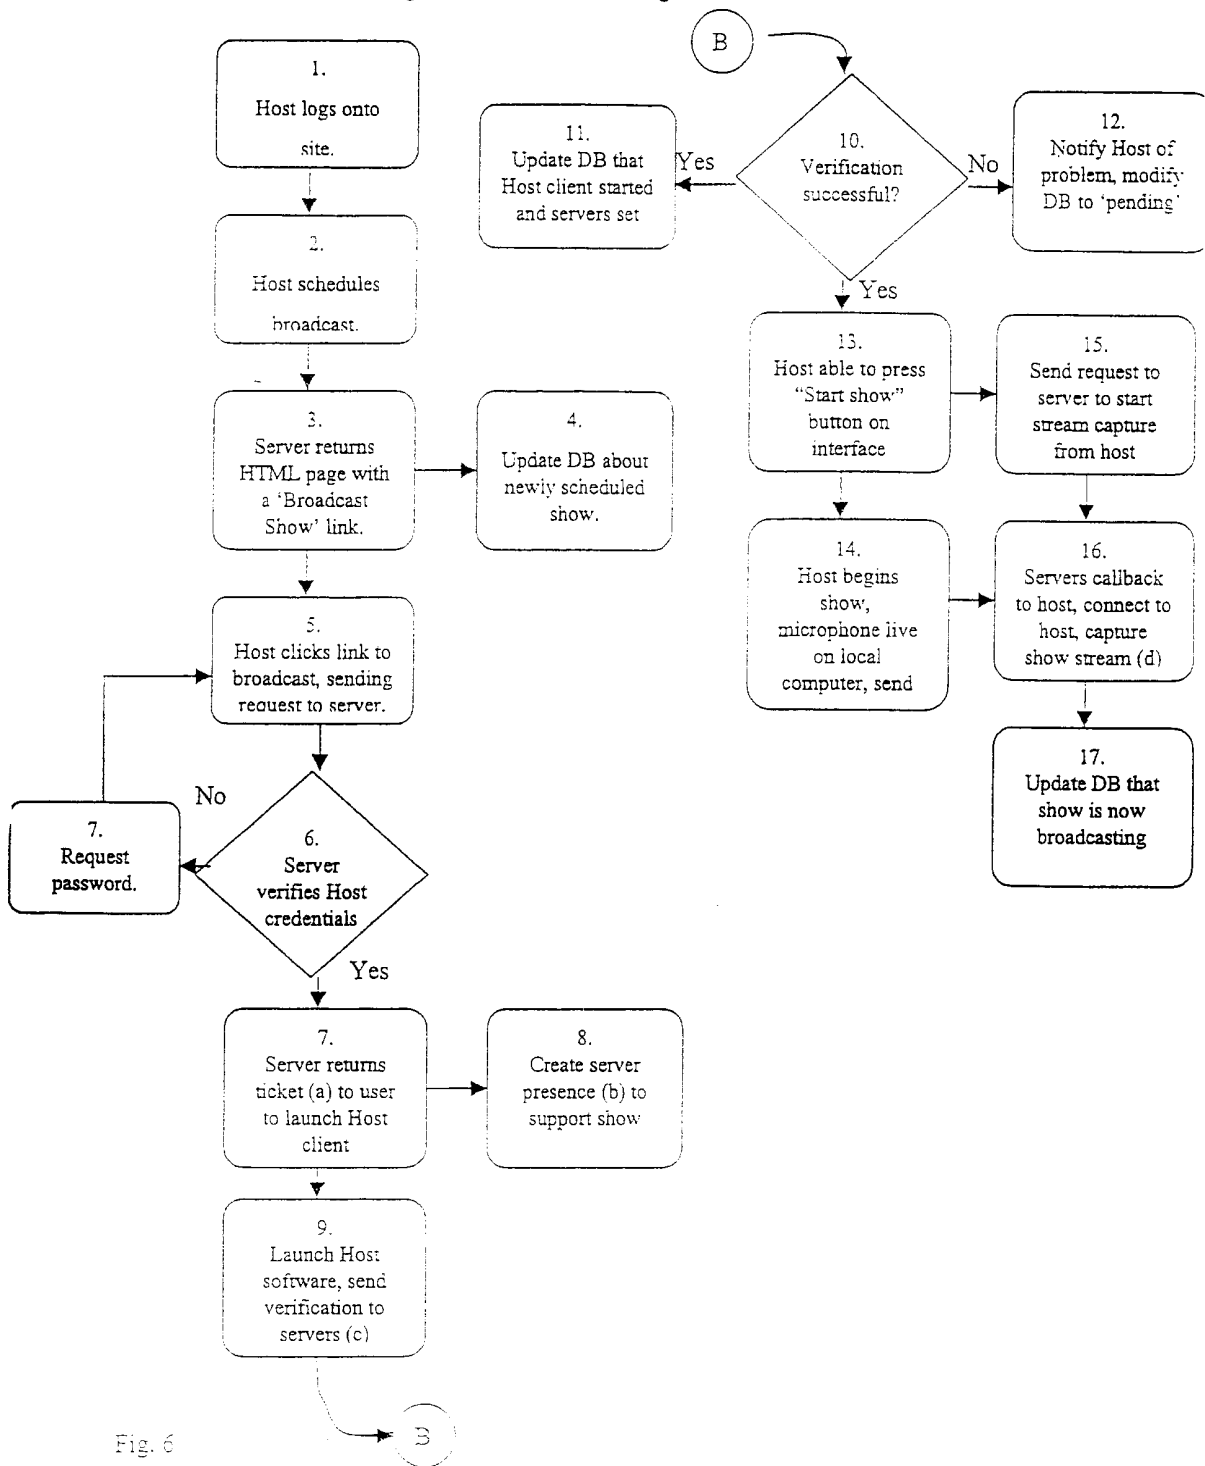 1.
Host logs onto
site.
2.
Host schedules
broadcast.
3.
Server returns
HTML page with
a ‘Broadcast
Show’ link.
4.
Update DB about
newly scheduled
show.
5.
Host clicks link to
broadcast, sending
request to server.
No
7.
Request
password.
6.
Server
verifies Host
credentials
Yes
7.
Server returns
ticket (a) to user
to launch Host
client
8.
Create server
presence (b) to
support show
9.
Launch Host
software, send
verification to
servers (c)
B
Fig. 6
B
10.
Verification
successful?
Yes
11.
Update DB that
Host client started
and servers set
No
12.
Notify Host of
problem, modify
DB to ‘pending’
Yes
13.
Host able to press
“Start show”
button on
interface
15.
Send request to
server to start
stream capture
from host
14.
Host begins
show,
microphone live
on local
computer, send
16.
Servers callback
to host, connect to
host, capture
show stream (d)
17.
Update DB that
show is now
broadcasting